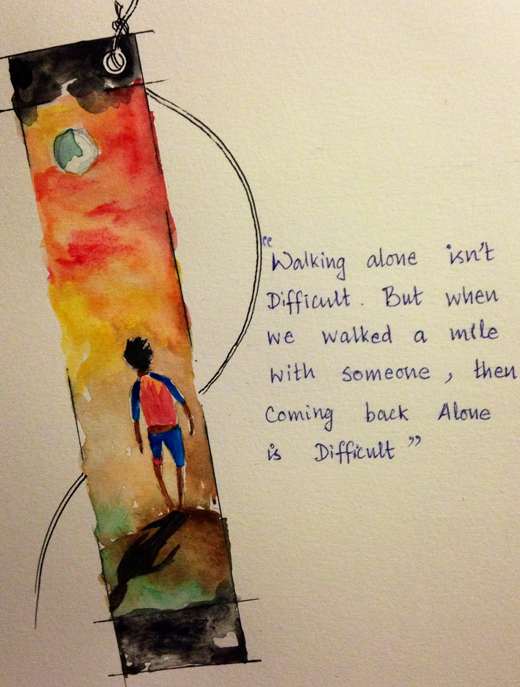 "Walking alone isn't
Difficult. But when
we walked a mile
with someone, then
Coming back Alone
is Difficult"